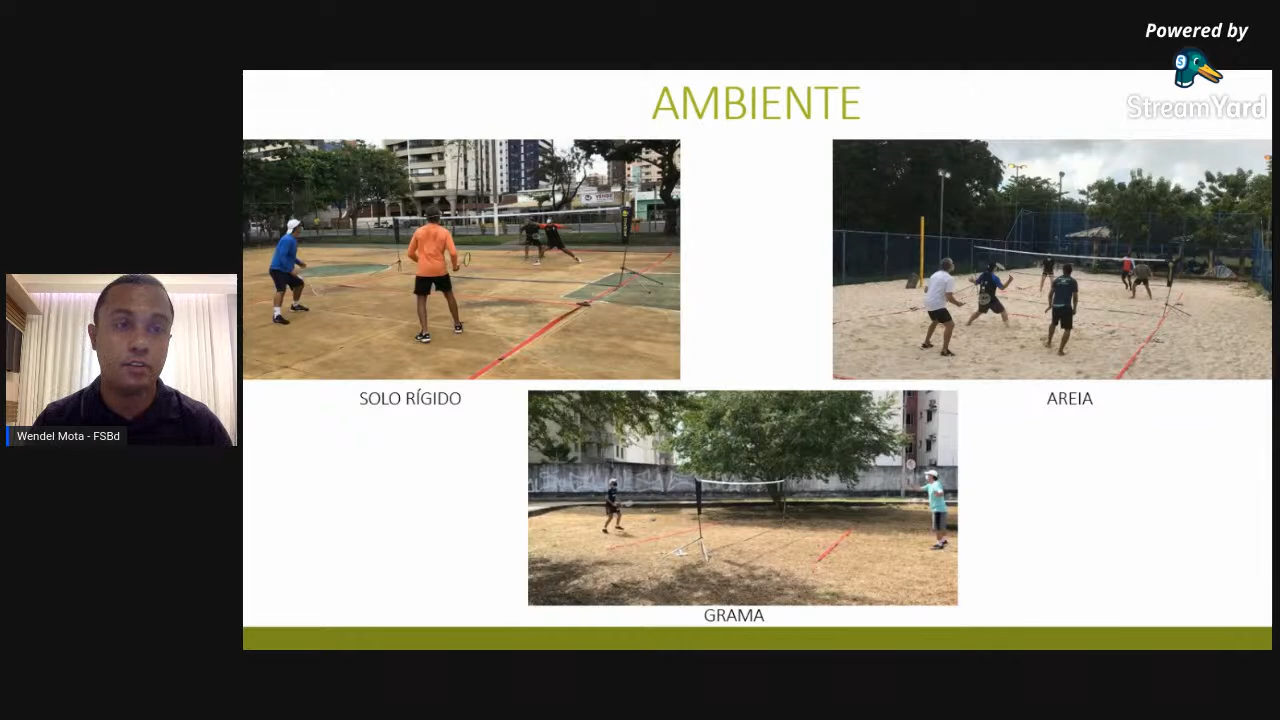 Powered by
StreamYard
AMBIENTE
SOLO RÍGIDO
AREIA
Wendel Mota - FSBd
GRAMA